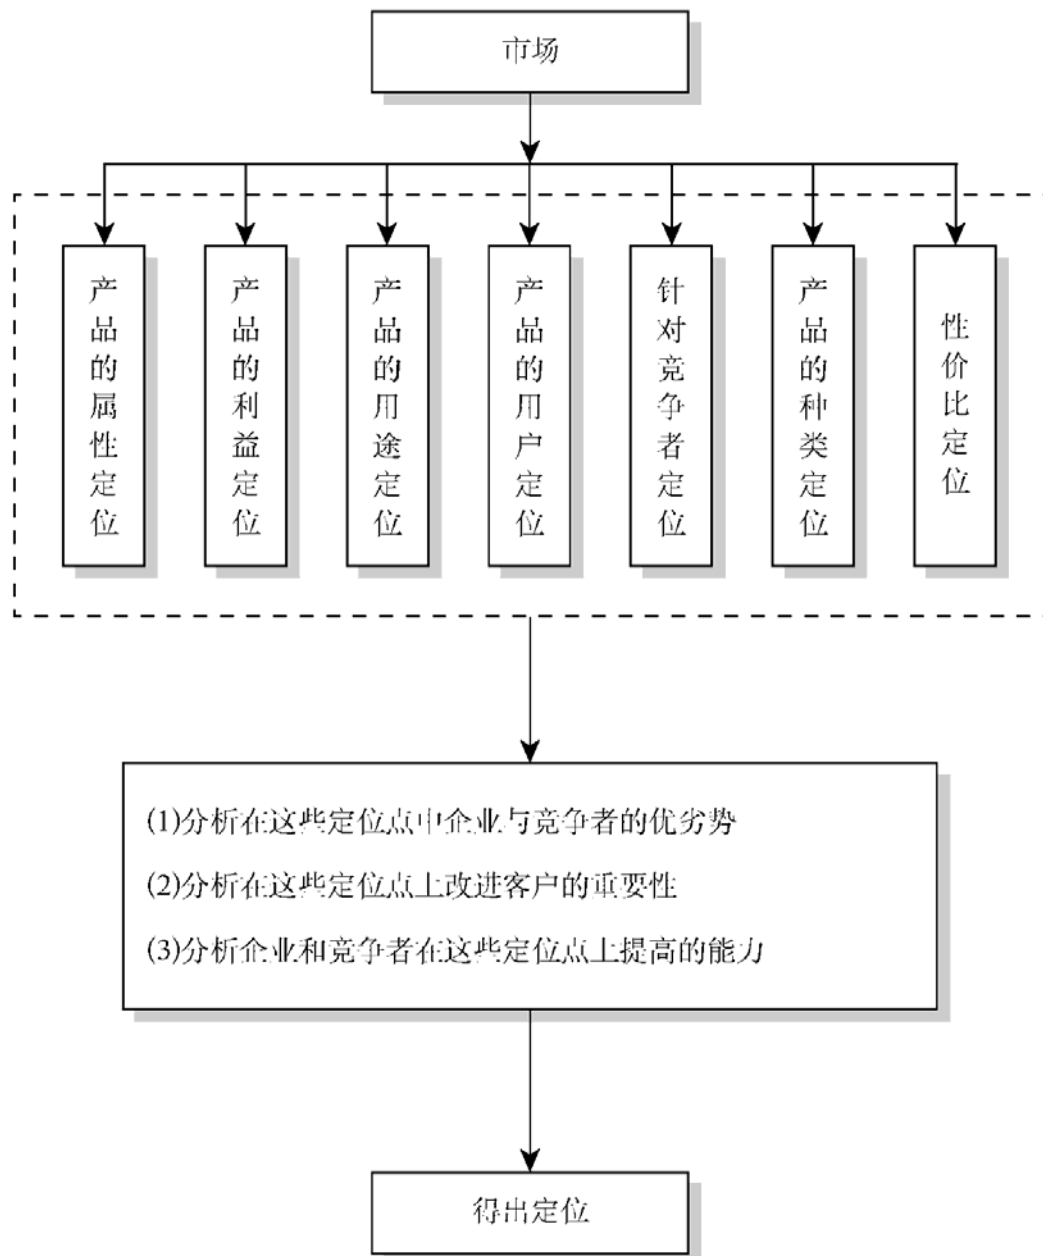 市场
产品的属性定位
产品的利益定位
产品的用途定位
产品的用户定位
针对竞争者定位
产品的种类定位
性价比定位
(1)分析在这些定位点中企业与竞争者的优劣势
(2)分析在这些定位点上改进客户的重要性
(3)分析企业和竞争者在这些定位点上提高的能力
得出定位